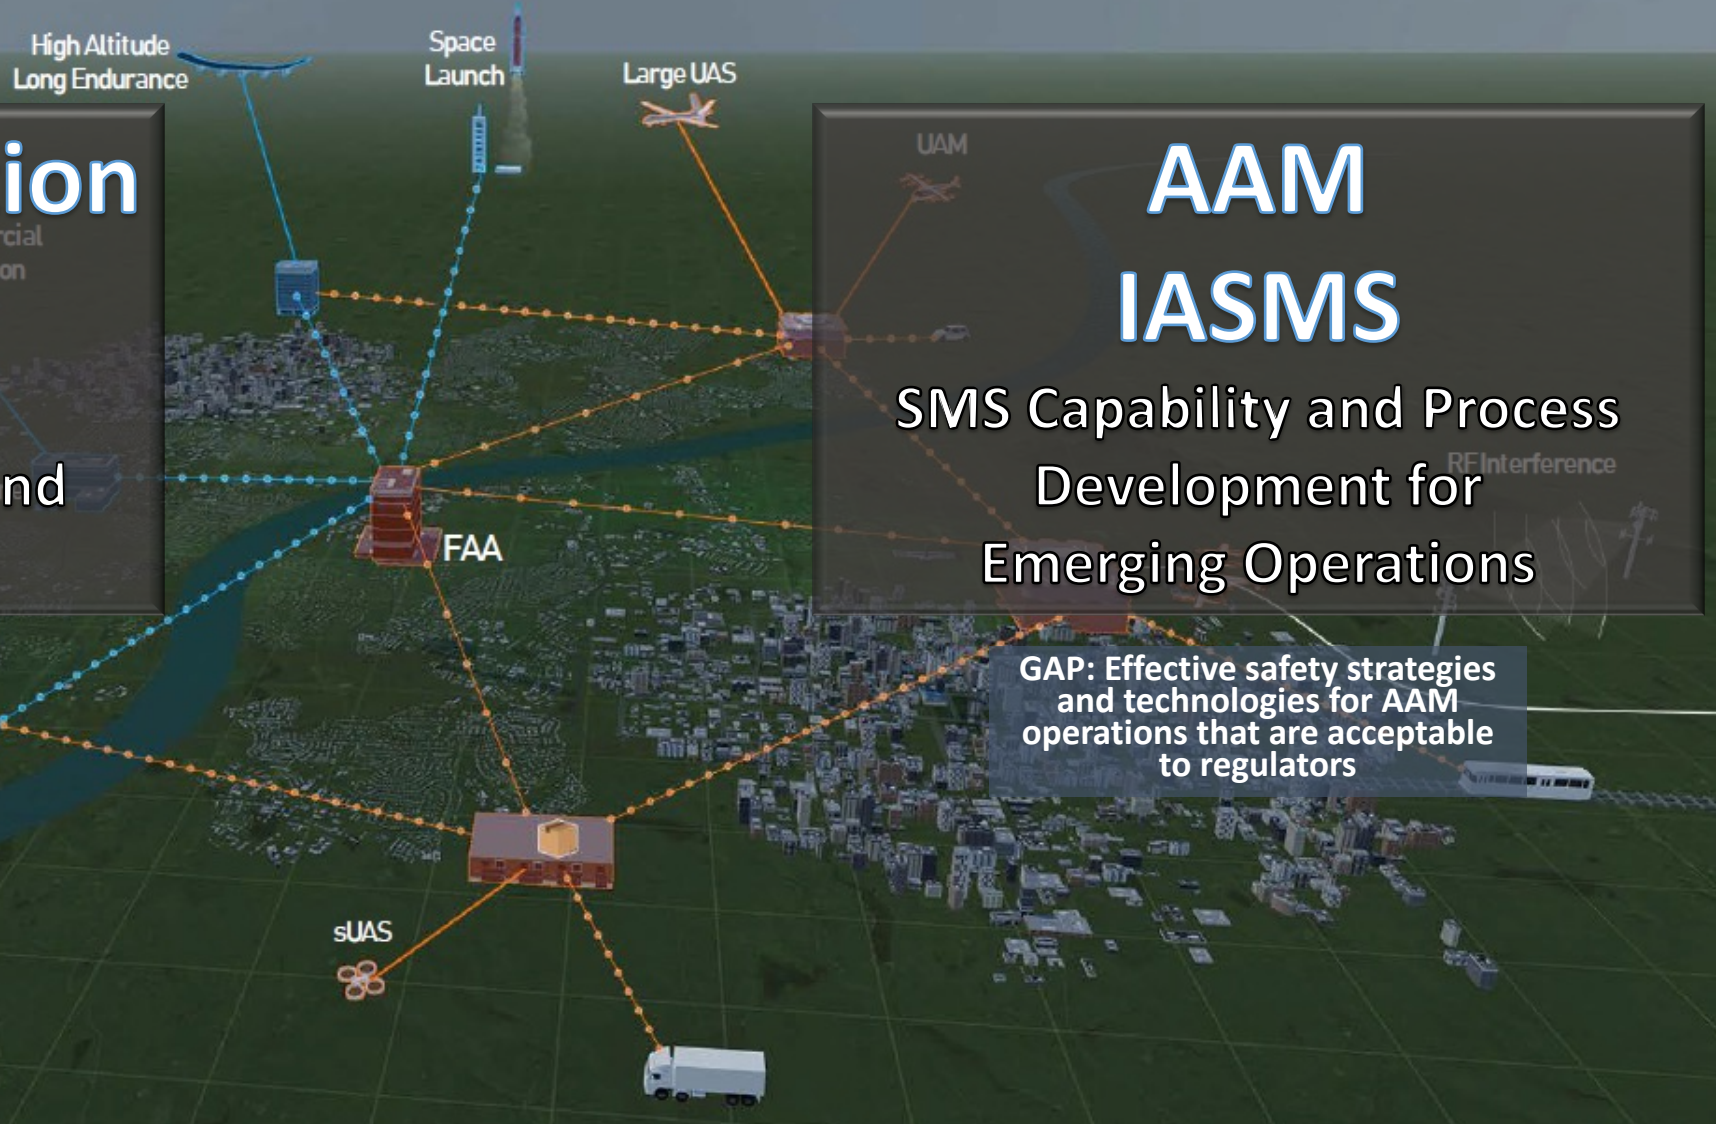 High Altitude
Long Endurance
Space
Launch
Large UAS
UAM
ion
rcial
on
nd
AAM
IASMS
SMS Capability and Process
Development for
Emerging Operations
RF Interference
FAA
GAP: Effective safety strategies
and technologies for AAM
operations that are acceptable
to regulators
sUAS